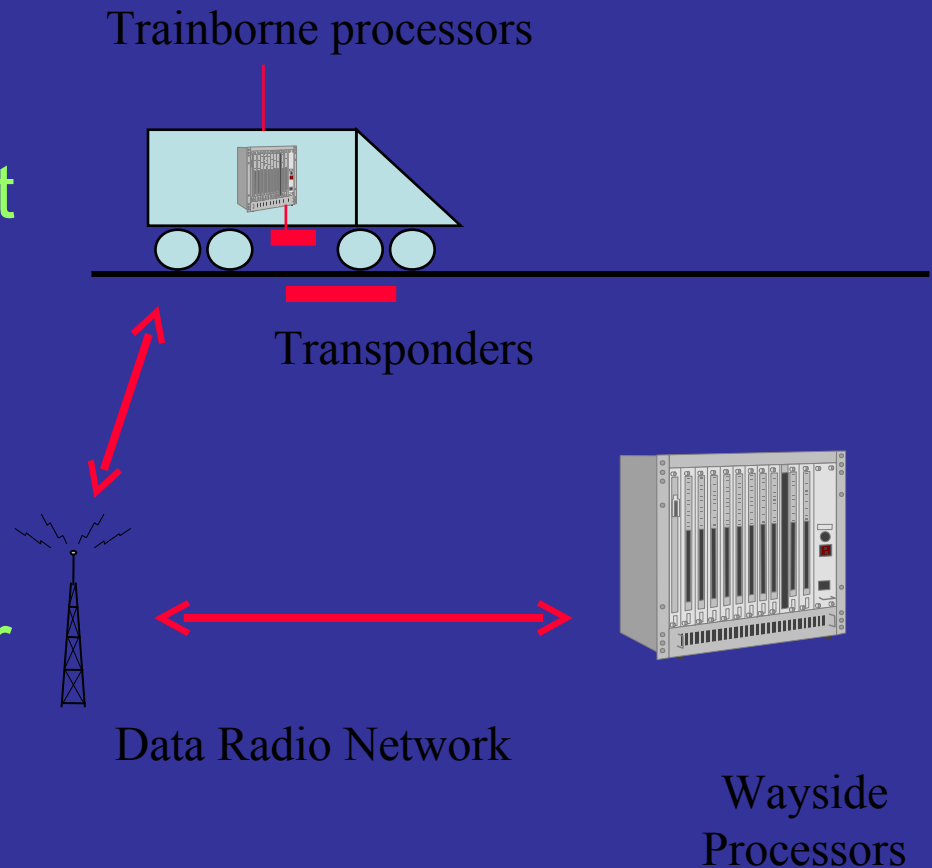 Trainborne processors
Transponders
Data Radio Network
Wayside
Processors